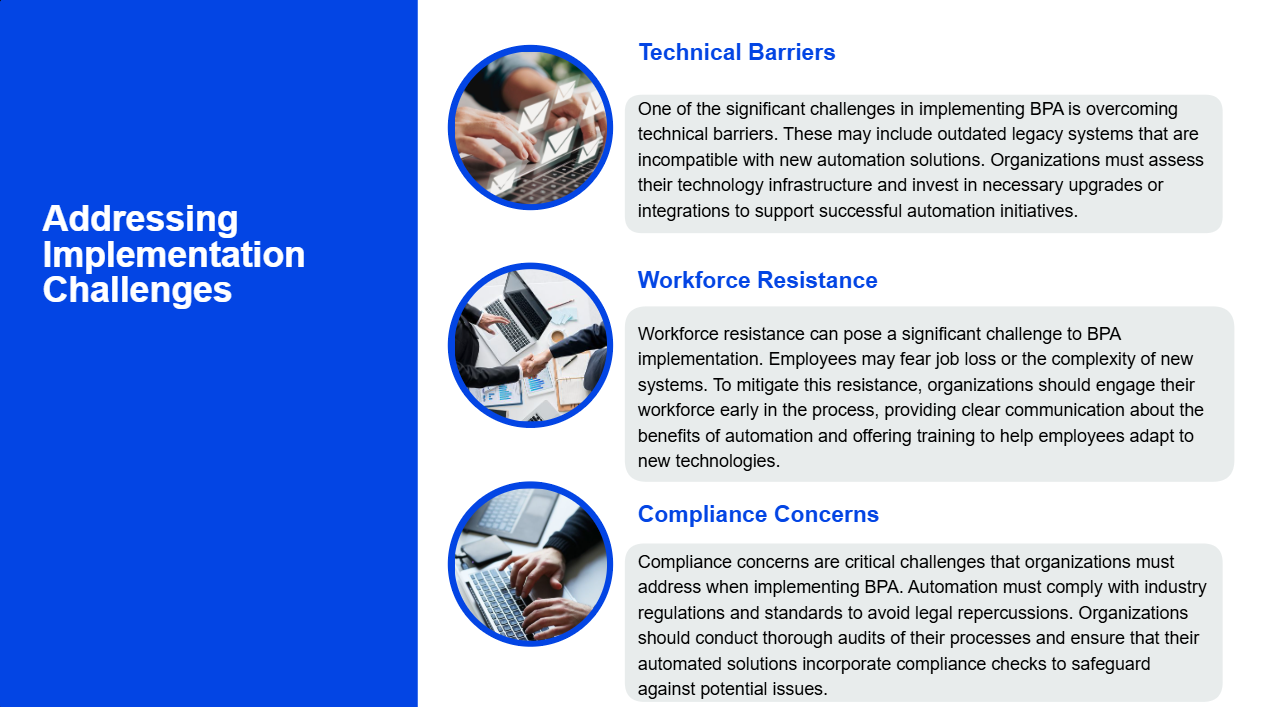 Addressing
Implementation
Challenges
Technical Barriers
One of the significant challenges in implementing BPA is overcoming
technical barriers. These may include outdated legacy systems that are
incompatible with new automation solutions. Organizations must assess
their technology infrastructure and invest in necessary upgrades or
integrations to support successful automation initiatives.
Workforce Resistance
Workforce resistance can pose a significant challenge to BPA
implementation. Employees may fear job loss or the complexity of new
systems. To mitigate this resistance, organizations should engage their
workforce early in the process, providing clear communication about the
benefits of automation and offering training to help employees adapt to
new technologies.
Compliance Concerns
Compliance concerns are critical challenges that organizations must
address when implementing BPA. Automation must comply with industry
regulations and standards to avoid legal repercussions. Organizations
should conduct thorough audits of their processes and ensure that their
automated solutions incorporate compliance checks to safeguard
against potential issues.